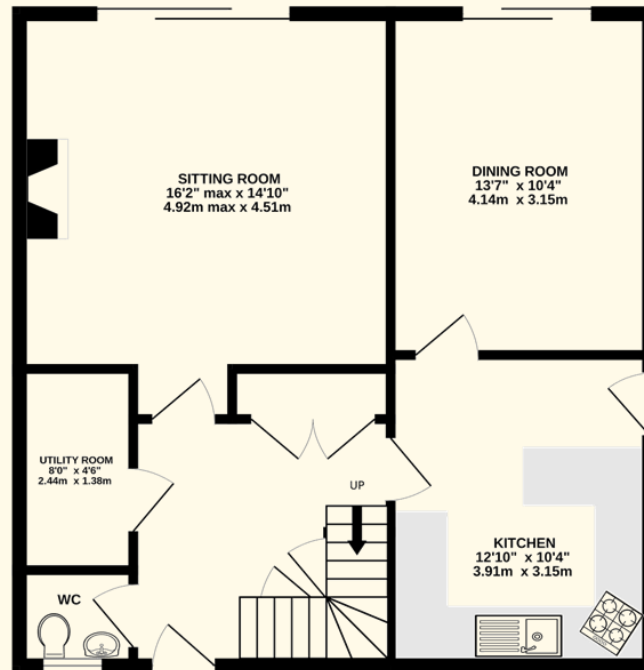 SITTING ROOM
16'2" max x 14'10"
4.92m max x 4.51m
DINING ROOM
13'7" x 10'4"
4.14m x 3.15m
UTILITY ROOM
8'0" x 4'6"
2.44m x 1.38m
UP
KITCHEN
12'10" x 10'4"
3.91m x 3.15m
WC